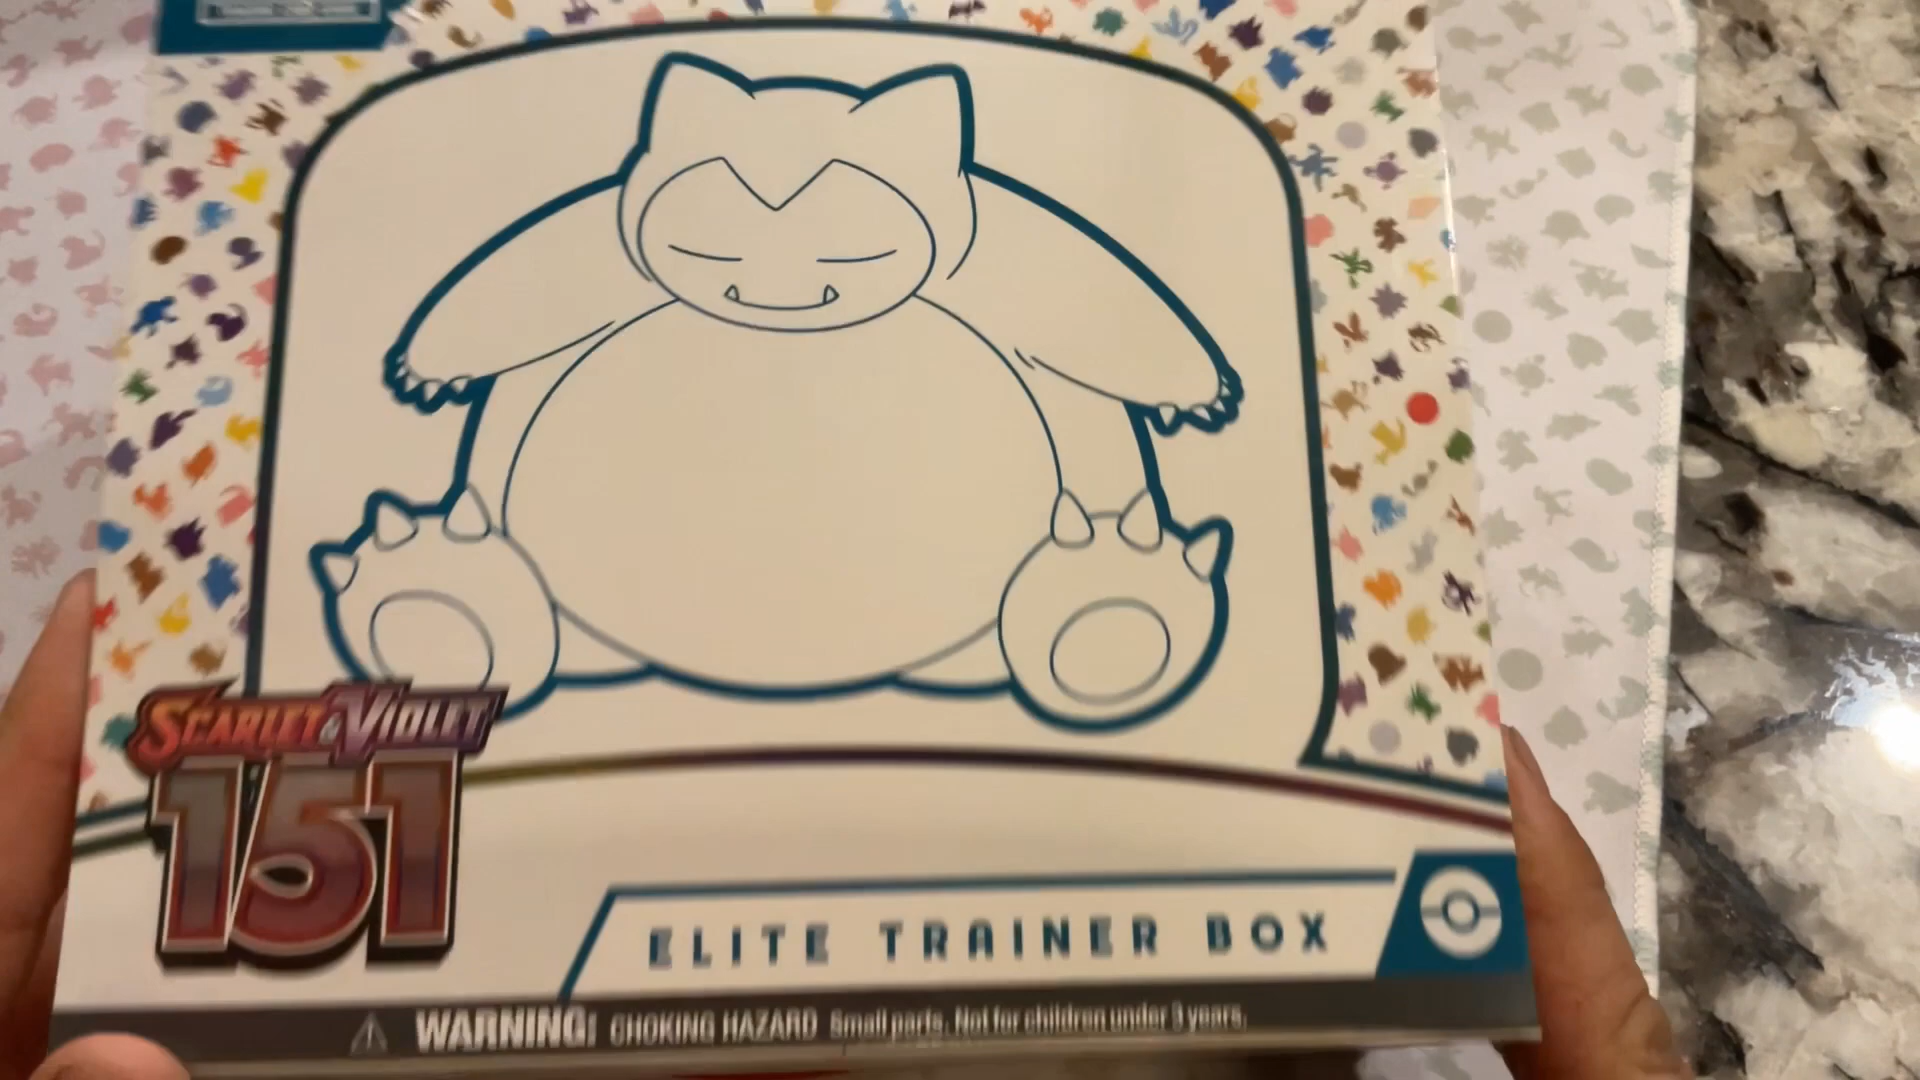 SCARLET & VIOLET
151
ELITE TRAINER BOX
WARNING: CHOKING HAZARD Small parts. Not for children under 3 years.